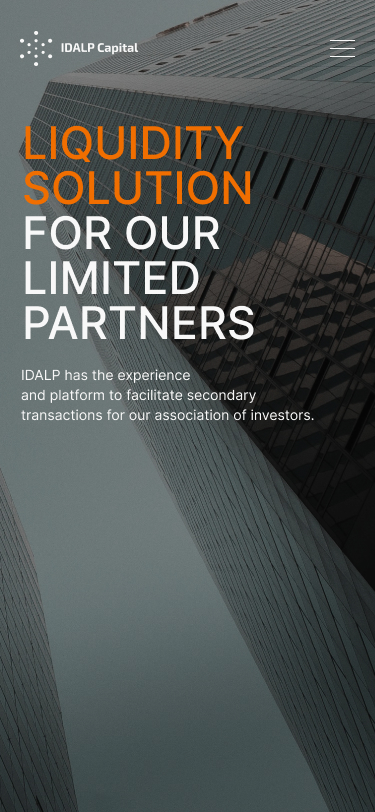 IDALP Capital
LIQUIDITY
SOLUTION
FOR OUR
LIMITED
PARTNERS
IDALP has the experience
and platform to facilitate secondary
transactions for our association of investors.